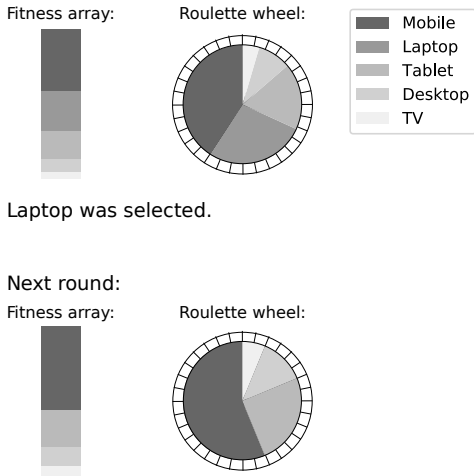 Fitness array:
Roulette wheel:
Mobile
Laptop
Tablet
Desktop
TV
Laptop was selected.
Next round:
Fitness array:
Roulette wheel: